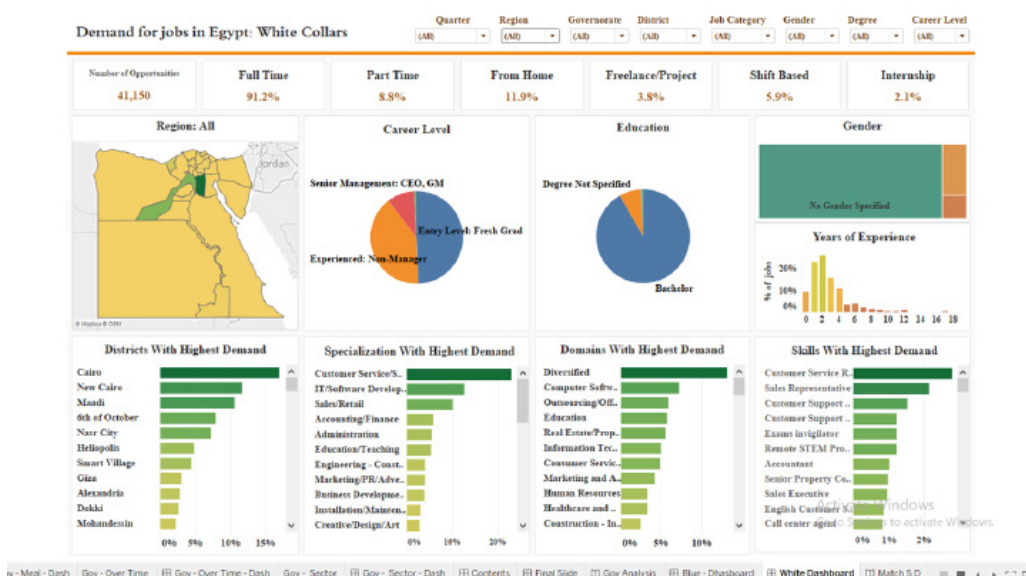 Demand for jobs in Egypt: White Collars
Quarter
Region
Governorate
District
Job Category
Gender
Degree
Career Level
(All)
(All)
(All)
(All)
(All)
(All)
(All)
(All)
Number of Opportunities
41,150
Full Time
91.2%
Part Time
8.8%
From Home
11.9%
Freelance/Project
3.8%
Shift Based
5.9%
Internship
2.1%
Region: All
Jordan
© Mapbox © OSM
Career Level
Senior Management: CEO, GM
Entry Level: Fresh Grad
Experienced: Non-Manager
Education
Degree Not Specified
Bachelor
Gender
No Gender Specified
Years of Experience
% of jobs
20%
10%
0%
0 2 4 6 8 10 12 14 16 18
Districts With Highest Demand
Cairo
New Cairo
Maadi
6th of October
Nasr City
Heliopolis
Smart Village
Giza
Alexandria
Dokki
Mohandessin
0% 5% 10% 15%
Specialization With Highest Demand
Customer Service/S..
IT/Software Develop..
Sales/Retail
Accounting/Finance
Administration
Education/Teaching
Engineering - Const..
Marketing/PR/Adve..
Business Developme..
Installation/Mainten..
Creative/Design/Art
0% 10% 20%
Domains With Highest Demand
Diversified
Computer Softw..
Outsourcing/Off..
Education
Real Estate/Prop..
Information Tec..
Consumer Servic..
Marketing and A..
Human Resources
Healthcare and ..
Construction - In..
0% 5% 10%
Skills With Highest Demand
Customer Service R..
Sales Representative
Customer Support ..
Customer Support ..
Exams invigilator
Remote STEM Pro..
Accountant
Senior Property Co..
Sales Executive
English Customer S..
Call center agent
0% 1% 2%
Activate Windows
Go to Settings to activate Windows.
w - Meal - Dash
Gov - Over Time
Gov - Over Time - Dash
Gov - Sector
Gov - Sector - Dash
Contents
Final Slide
Gov Analysis
Blue - Dhasboard
White Dashboard
Match S.D